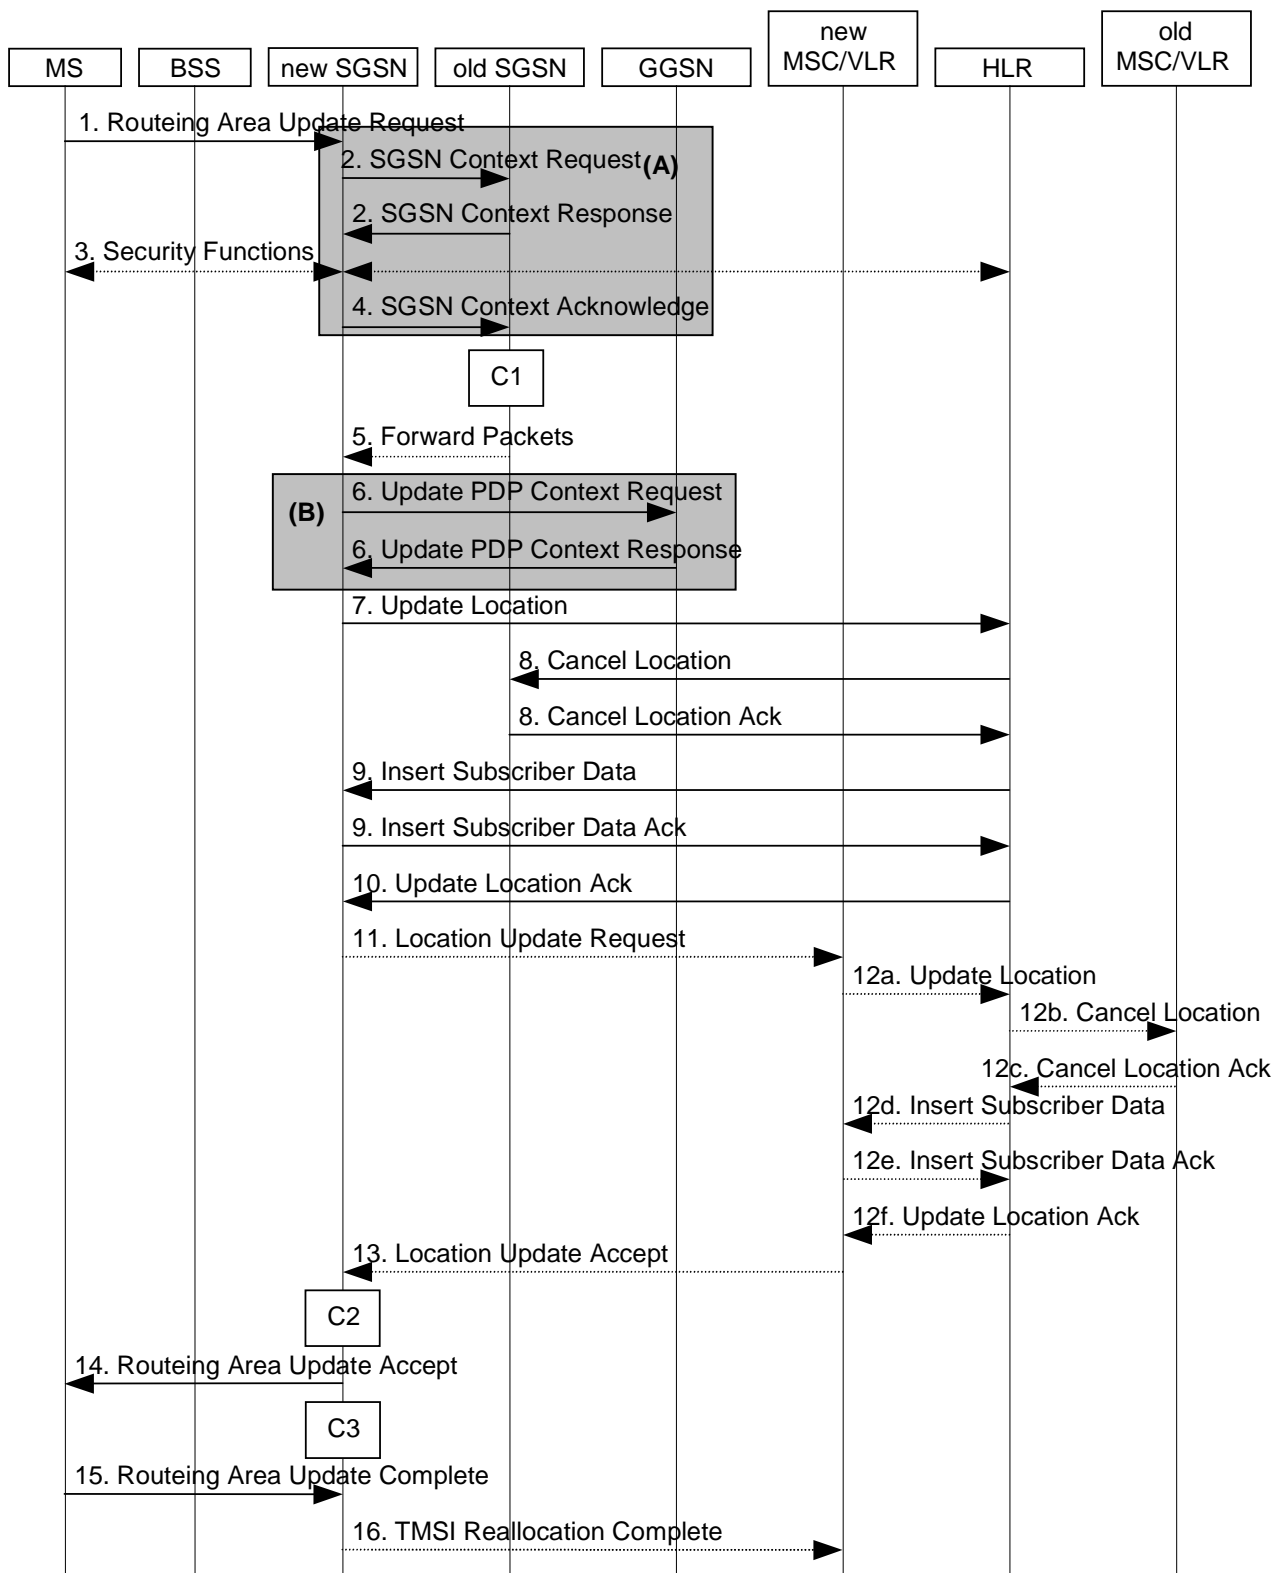 new
MSC/VLR
old
MSC/VLR
MS
BSS
new SGSN
old SGSN
GGSN
HLR
1. Routeing Area Update Request
2. SGSN Context Request
(A)
2. SGSN Context Response
3. Security Functions
4. SGSN Context Acknowledge
C1
5. Forward Packets
6. Update PDP Context Request
(B)
6. Update PDP Context Response
7. Update Location
8. Cancel Location
8. Cancel Location Ack
9. Insert Subscriber Data
9. Insert Subscriber Data Ack
10. Update Location Ack
11. Location Update Request
12a. Update Location
12b. Cancel Location
12c. Cancel Location Ack
12d. Insert Subscriber Data
12e. Insert Subscriber Data Ack
12f. Update Location Ack
13. Location Update Accept
C2
14. Routeing Area Update Accept
C3
15. Routeing Area Update Complete
16. TMSI Reallocation Complete